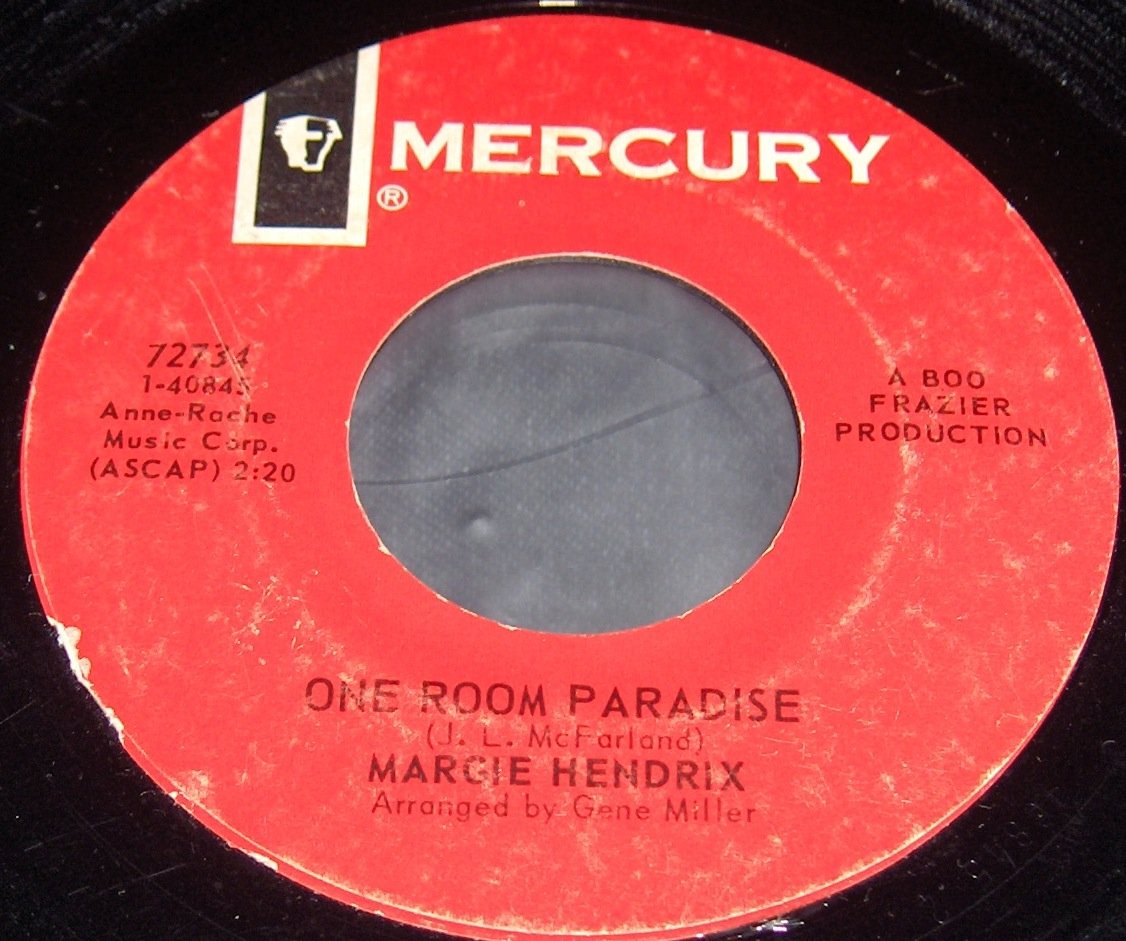 MERCURY
®
72734
1-40845
Anne-Rache
Music Corp.
(ASCAP) 2:20
A BOO
FRAZIER
PRODUCTION
ONE ROOM PARADISE
(J. L. McFarland)
MARGIE HENDRIX
Arranged by Gene Miller